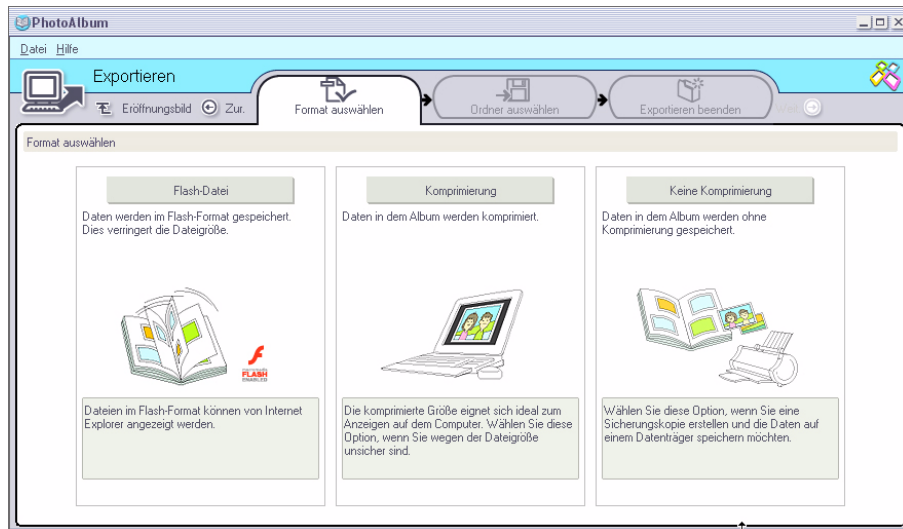 PhotoAlbum
Datei Hilfe
Exportieren
Eröffnungsbild Zur.
Format auswählen
Ordner auswählen
Exportieren beenden
Format auswählen
Flash-Datei
Daten werden im Flash-Format gespeichert.
Dies verringert die Dateigröße.
FLASH
ENABLED
Dateien im Flash-Format können von Internet
Explorer angezeigt werden.
Komprimierung
Daten in dem Album werden komprimiert.
Die komprimierte Größe eignet sich ideal zum
Anzeigen auf dem Computer. Wählen Sie diese
Option, wenn Sie wegen der Dateigröße
unsicher sind.
Keine Komprimierung
Daten in dem Album werden ohne
Komprimierung gespeichert.
Wählen Sie diese Option, wenn Sie eine
Sicherungskopie erstellen und die Daten auf
einem Datenträger speichern möchten.